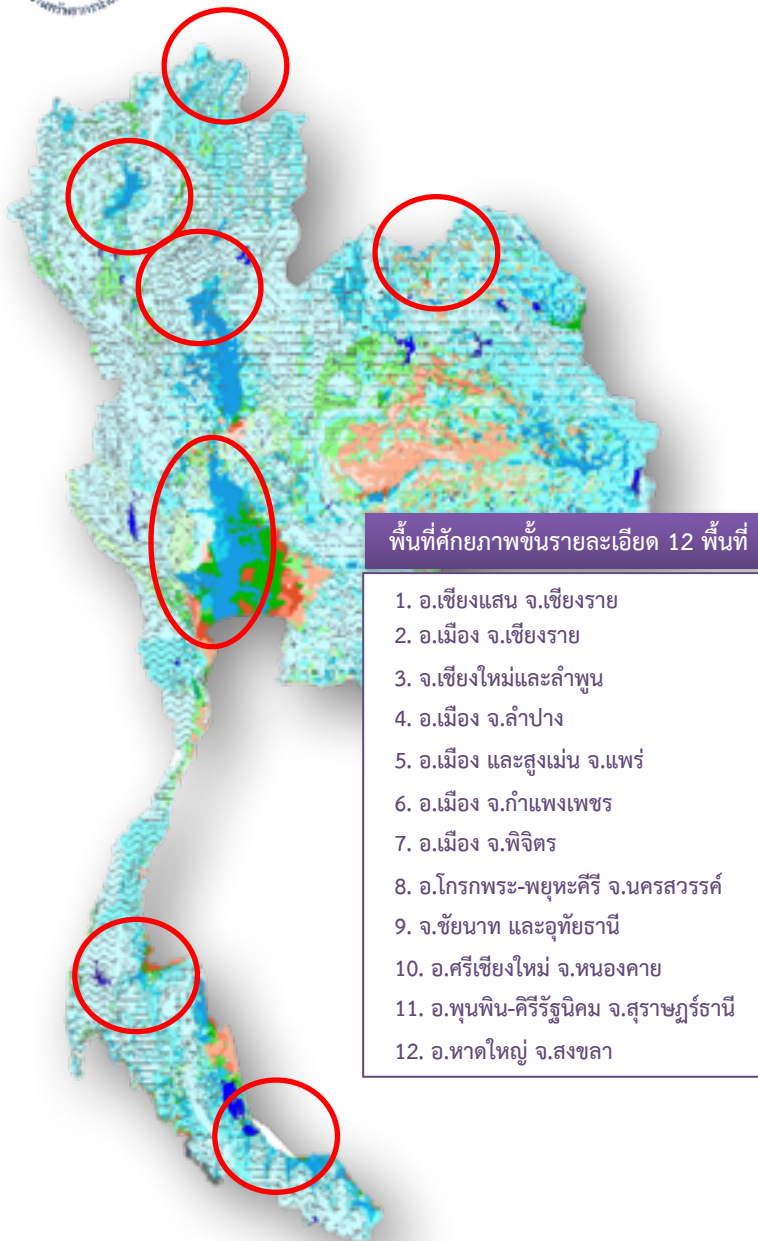 พื้นที่ศักยภาพขั้นรายละเอียด 12 พื้นที่
1. อ.เชียงแสน จ.เชียงราย
2. อ.เมือง จ.เชียงราย
3. จ.เชียงใหม่และลำพูน
4. อ.เมือง จ.ลำปาง
5. อ.เมือง และสูงเม่น จ.แพร่
6. อ.เมือง จ.กำแพงเพชร
7. อ.เมือง จ.พิจิตร
8. อ.โกรกพระ-พยุหะคีรี จ.นครสวรรค์
9. จ.ชัยนาท และอุทัยธานี
10. อ.ศรีเชียงใหม่ จ.หนองคาย
11. อ.พุนพิน-คิรีรัฐนิคม จ.สุราษฎร์ธานี
12. อ.หาดใหญ่ จ.สงขลา